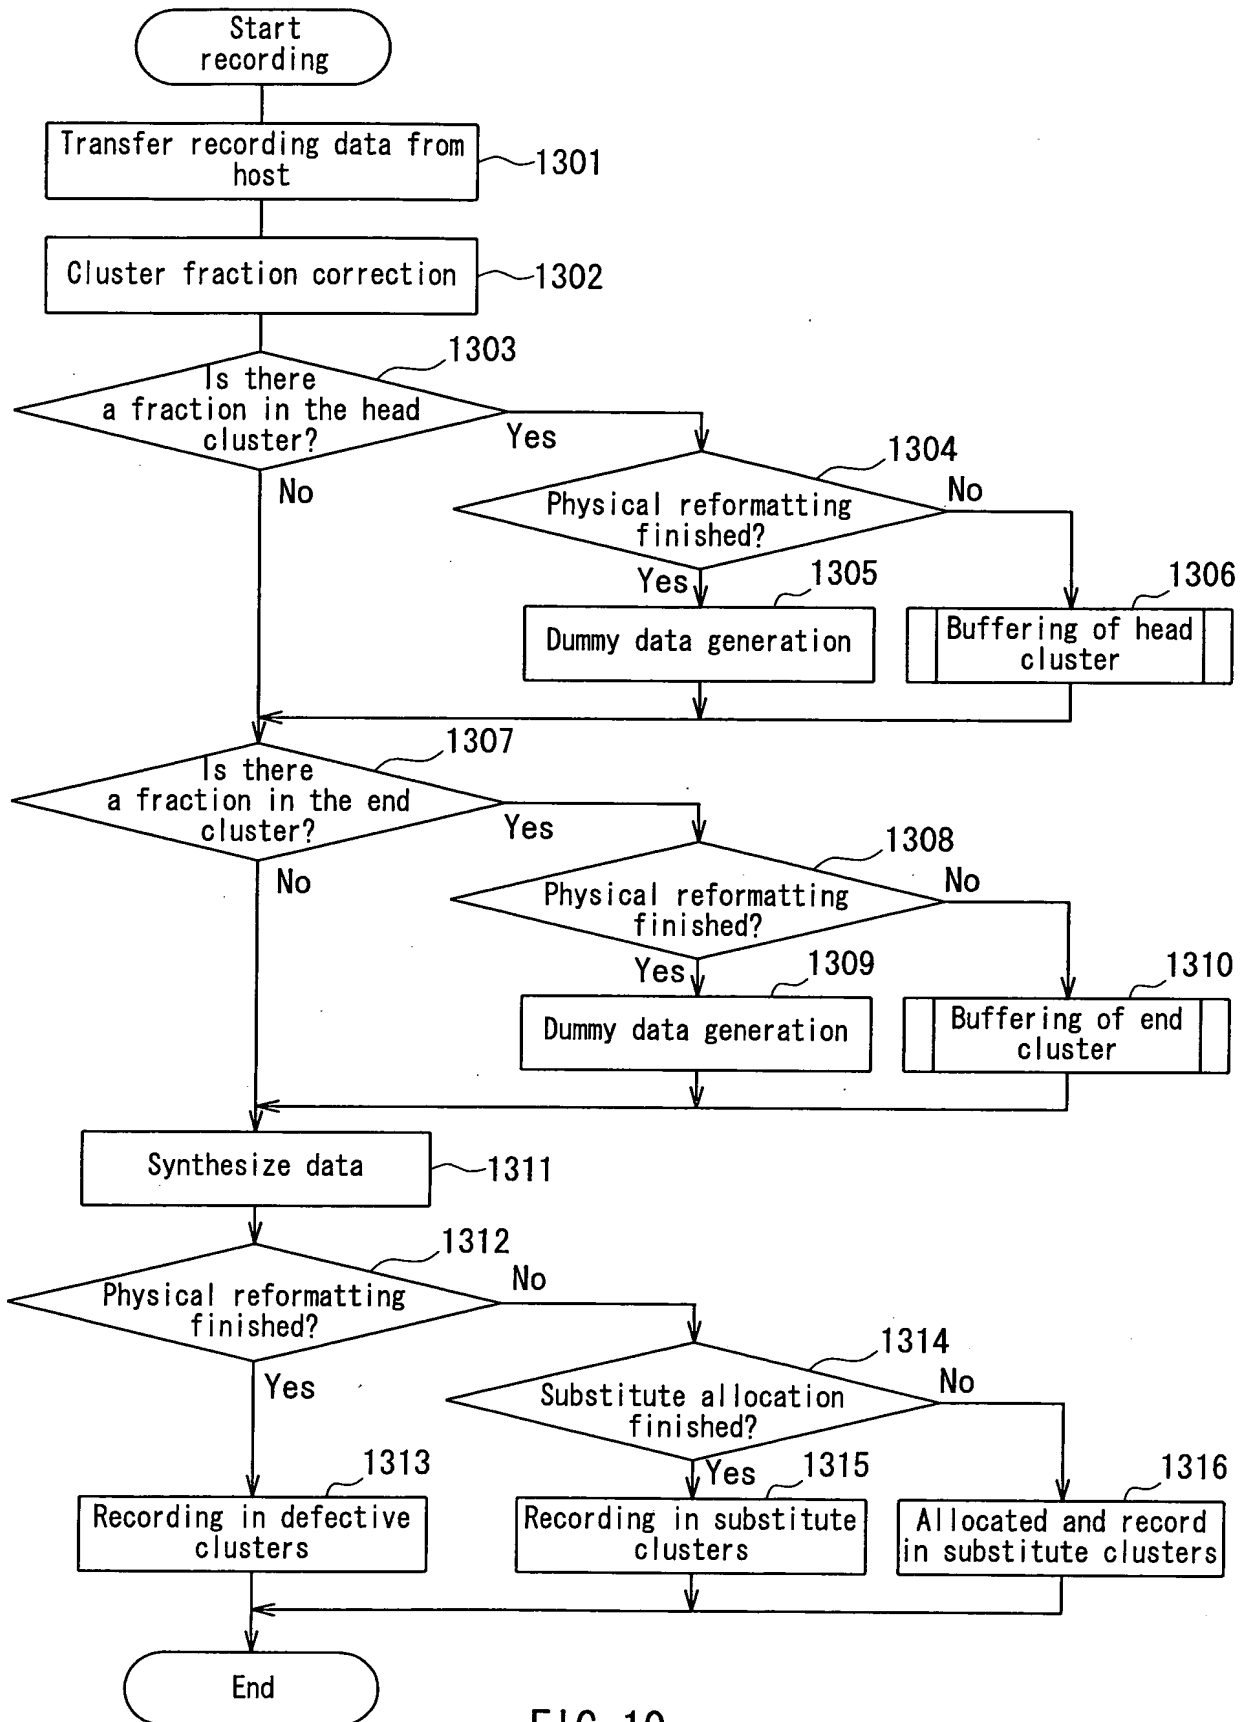 Start
recording
Transfer recording data from
host
1301
Cluster fraction correction
1302
1303
Is there
a fraction in the head
cluster?
Yes
No
1304
Physical reformatting
finished?
No
Yes
1305
Dummy data generation
1306
Buffering of head
cluster
1307
Is there
a fraction in the end
cluster?
Yes
No
1308
Physical reformatting
finished?
No
Yes
1309
Dummy data generation
1310
Buffering of end
cluster
Synthesize data
1311
1312
Physical reformatting
finished?
No
Yes
1314
Substitute allocation
finished?
No
Yes
1313
Recording in defective
clusters
1315
Recording in substitute
clusters
1316
Allocated and record
in substitute clusters
End